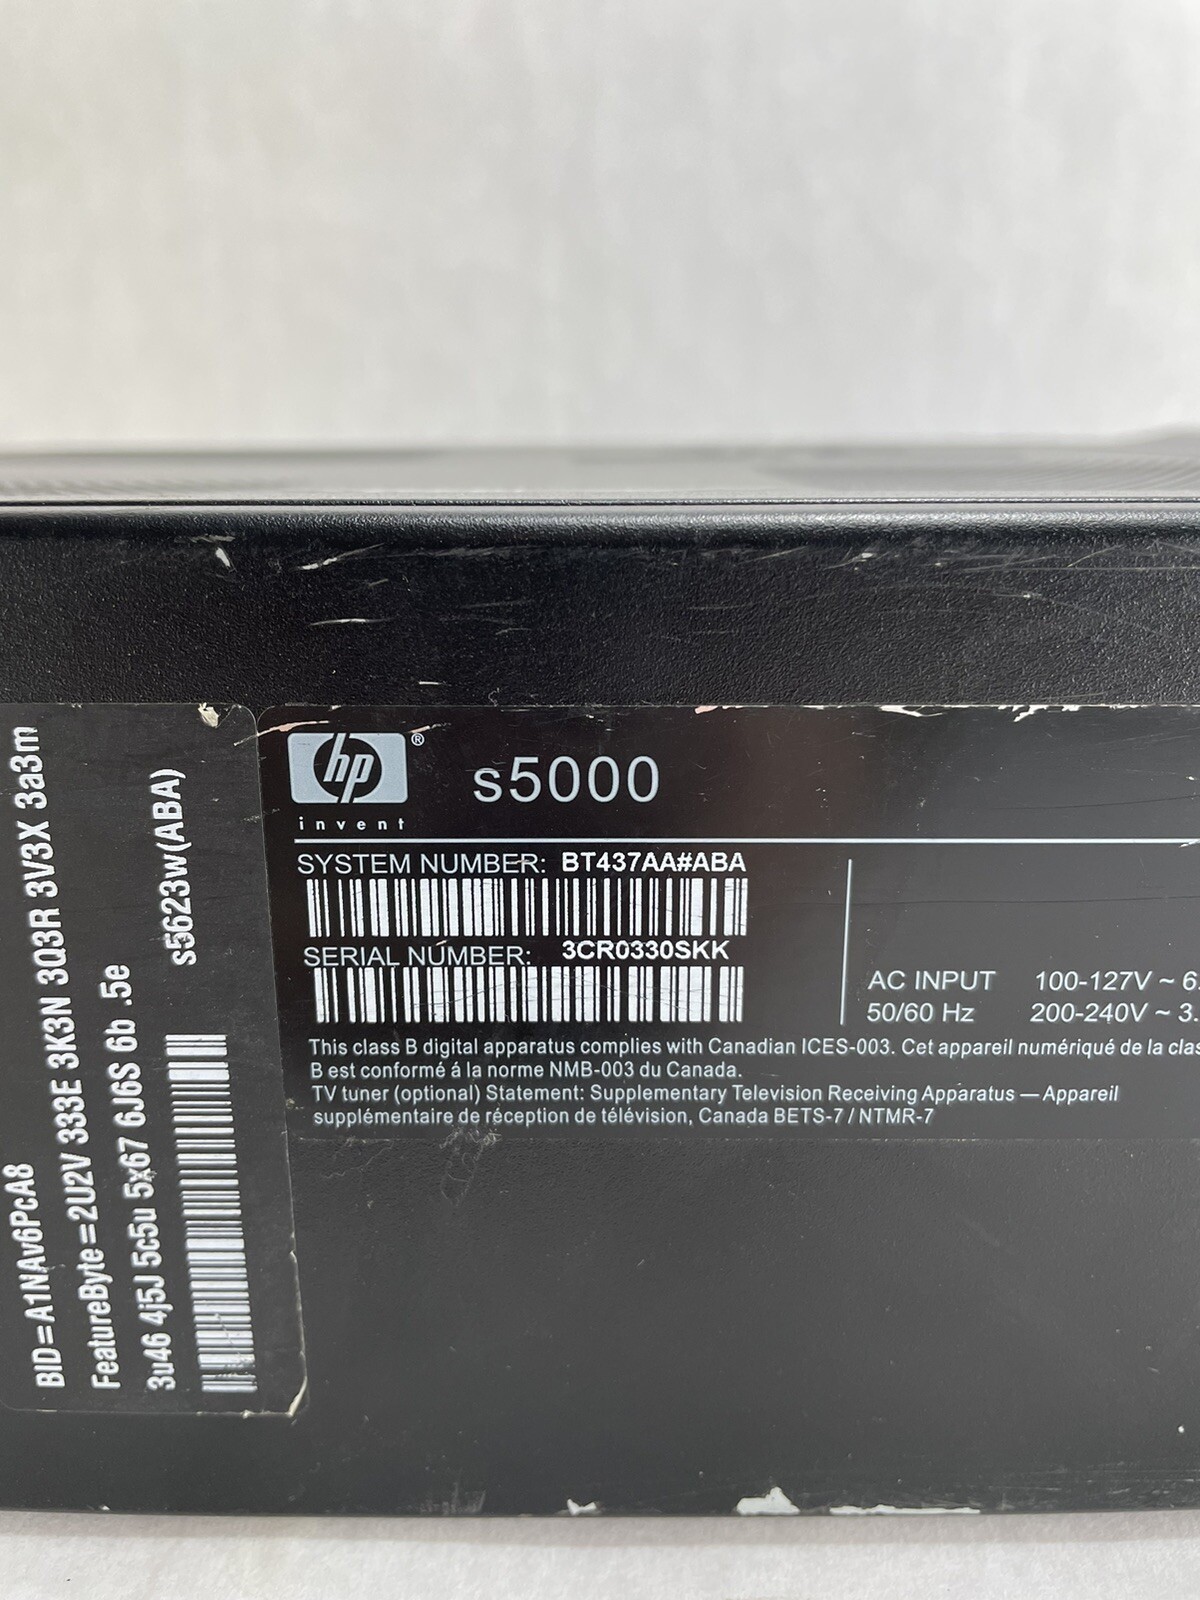 BID=A1NAv6PcA8
FeatureByte=2U2V 333E 3K3N 3Q3R 3V3X 3a3m
3u46 4j5J 5c5u 5x67 6J6S 6b .5e
s5623w(ABA)
hp®
invent
s5000
SYSTEM NUMBER: BT437AA#ABA
SERIAL NUMBER: 3CR0330SKK
AC INPUT 100-127V ~ 6.
50/60 Hz 200-240V ~ 3.
This class B digital apparatus complies with Canadian ICES-003. Cet appareil numériqué de la clas
B est conformé á la norme NMB-003 du Canada.
TV tuner (optional) Statement: Supplementary Television Receiving Apparatus — Appareil
supplémentaire de réception de télévision, Canada BETS-7 / NTMR-7